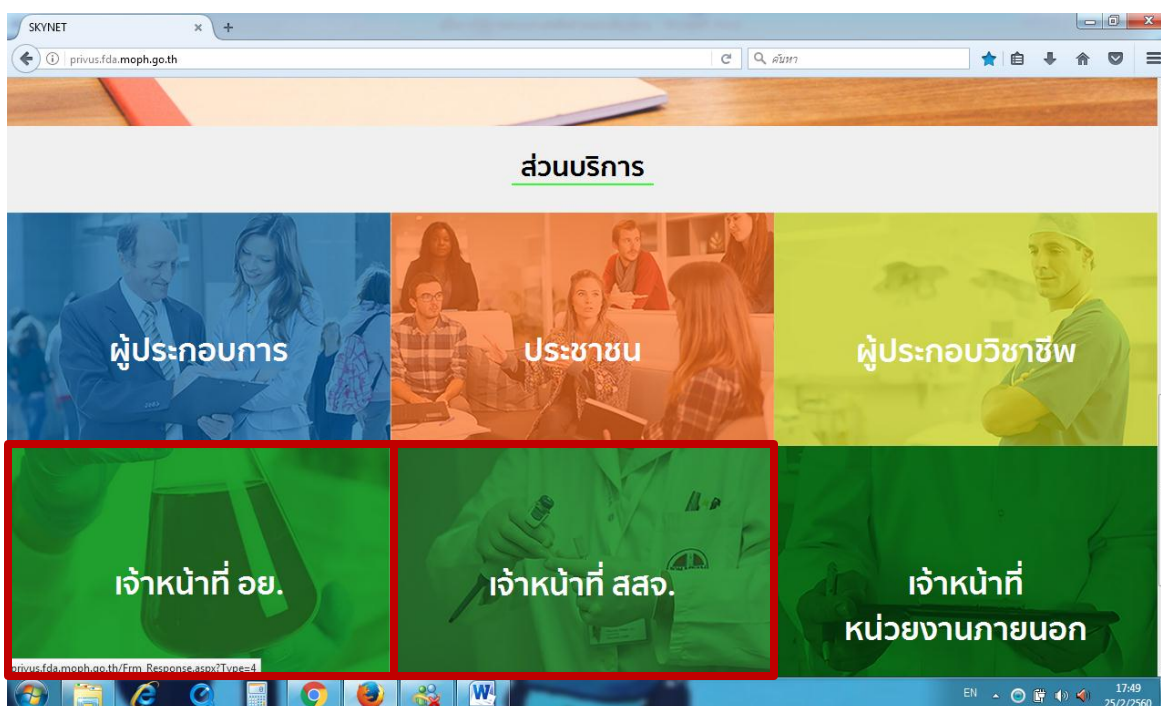 SKYNET
privus.fda.moph.go.th
ค้นหา
ส่วนบริการ
ผู้ประกอบการ
ประชาชน
ผู้ประกอบวิชาชีพ
เจ้าหน้าที่ อย.
เจ้าหน้าที่ สสจ.
เจ้าหน้าที่
หน่วยงานภายนอก
privus.fda.moph.go.th/Frm_Response.aspx?Type=4
EN
17:49
25/2/2560